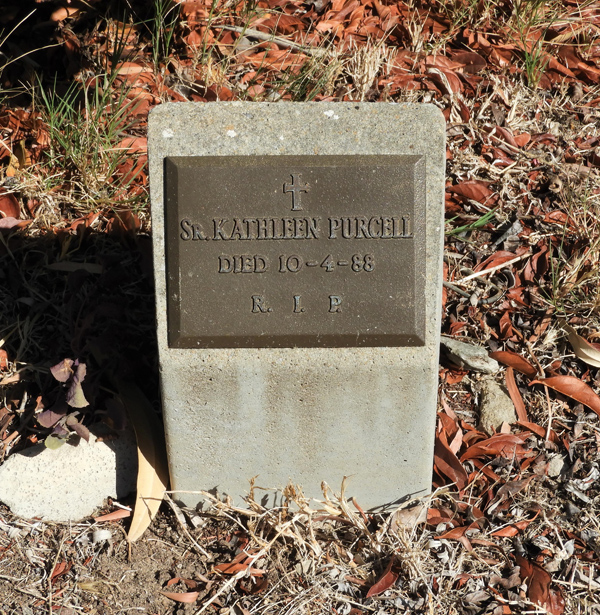 SR. KATHLEEN PURCELL
DIED 10-4-88
R. I. P.